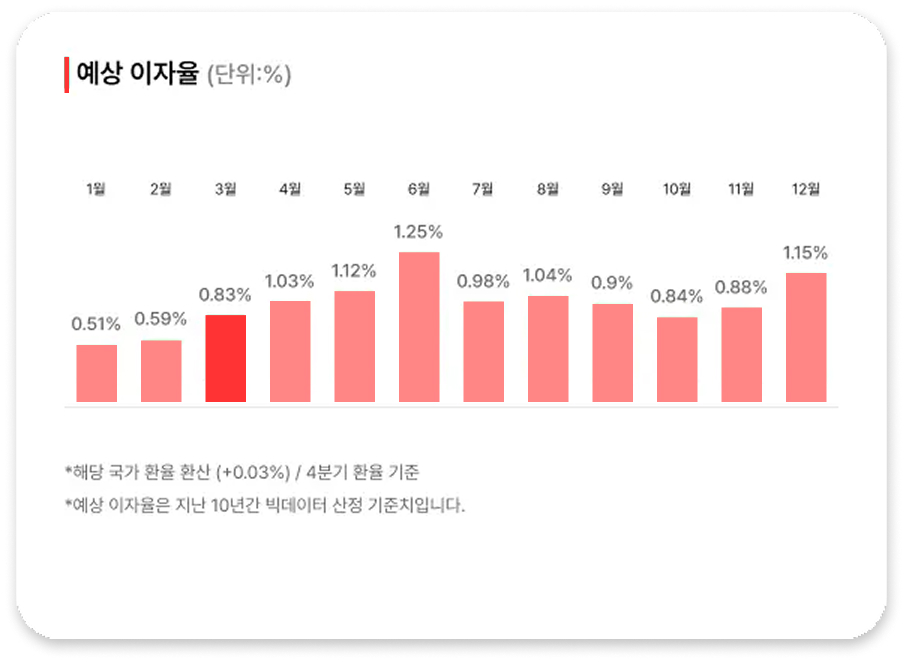 예상 이자율 (단위:%)
1월 2월 3월 4월 5월 6월 7월 8월 9월 10월 11월 12월
0.51% 0.59% 0.83% 1.03% 1.12% 1.25% 0.98% 1.04% 0.9% 0.84% 0.88% 1.15%
*해당 국가 환율 환산 (+0.03%) / 4분기 환율 기준
*예상 이자율은 지난 10년간 빅데이터 산정 기준치입니다.